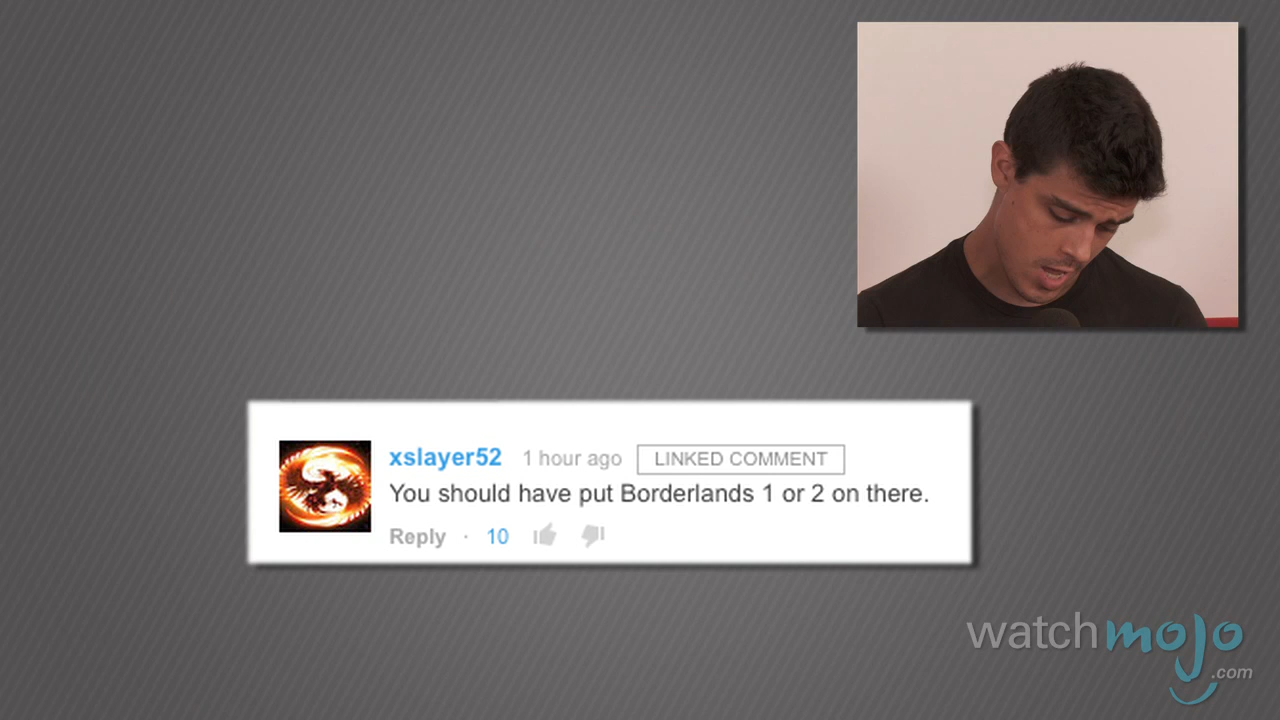 xslayer52 1 hour ago LINKED COMMENT
You should have put Borderlands 1 or 2 on there.
Reply · 10
watchmojo
.com